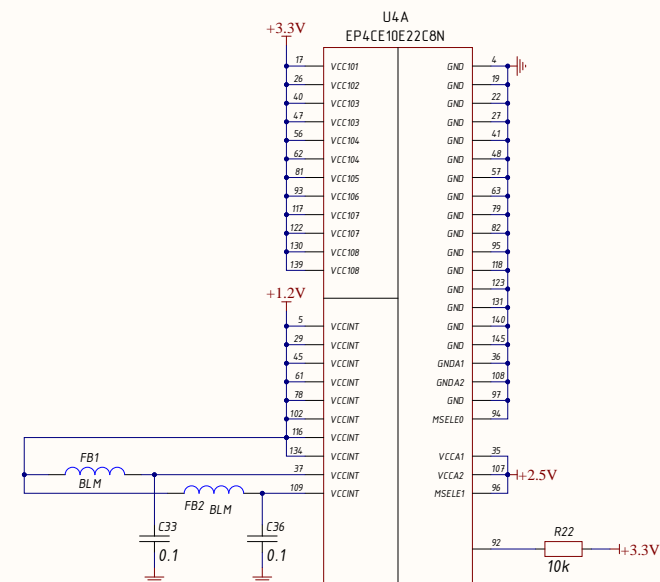 U4A
EP4CE10E22C8N
+3.3V
17 VCC101 GND 4
26 VCC102 GND 19
40 VCC103 GND 22
47 VCC103 GND 27
56 VCC104 GND 41
62 VCC104 GND 48
81 VCC105 GND 57
93 VCC106 GND 63
117 VCC107 GND 79
122 VCC107 GND 82
130 VCC108 GND 95
139 VCC108 GND 118
GND 123
+1.2V
GND 131
5 VCCINT GND 140
29 VCCINT GND 145
45 VCCINT GNDA1 36
61 VCCINT GNDA2 108
78 VCCINT GND 97
102 VCCINT MSELE0 94
116 VCCINT
134 VCCINT VCCA1 35
FB1
37 VCCINT VCCA2 107 +2.5V
BLM
109 VCCINT MSELE1 96
FB2 BLM
C33 C36
0.1 0.1
92 R22 +3.3V
10k